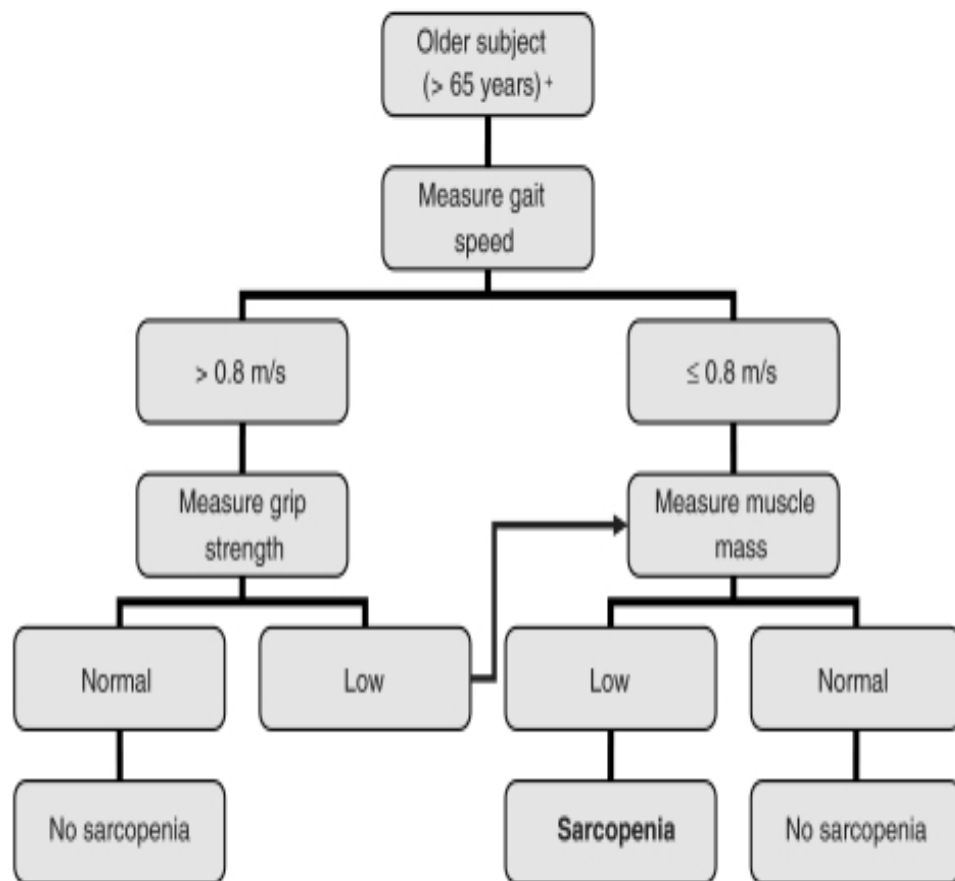 Older subject
(> 65 years) +
Measure gait
speed
> 0.8 m/s
≤ 0.8 m/s
Measure grip
strength
Measure muscle
mass
Normal
Low
Low
Normal
No sarcopenia
Sarcopenia
No sarcopenia